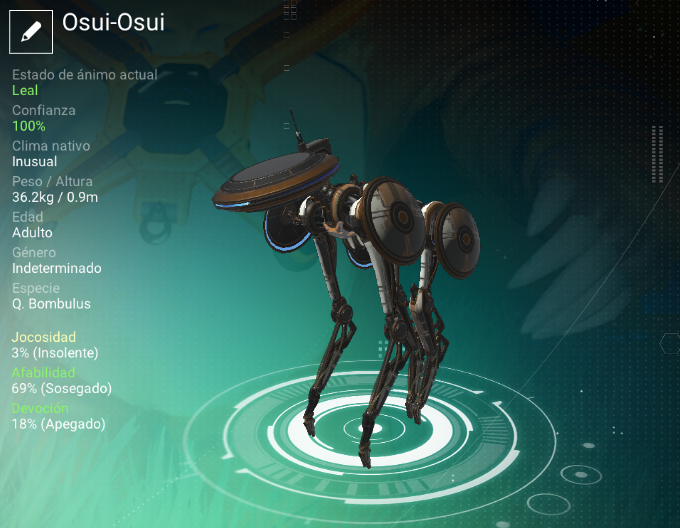 Osui-Osui
Estado de ánimo actual
Leal
Confianza
100%
Clima nativo
Inusual
Peso / Altura
36.2kg / 0.9m
Edad
Adulto
Género
Indeterminado
Especie
Q. Bombulus
Jocosidad
3% (Insolente)
Afabilidad
69% (Sosegado)
Devoción
18% (Apegado)